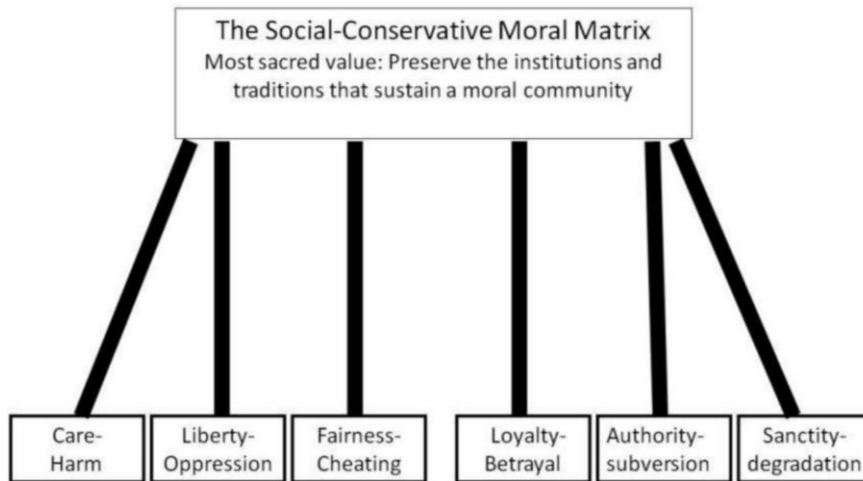 The Social-Conservative Moral Matrix
Most sacred value: Preserve the institutions and
traditions that sustain a moral community
Care-
Harm
Liberty-
Oppression
Fairness-
Cheating
Loyalty-
Betrayal
Authority-
subversion
Sanctity-
degradation